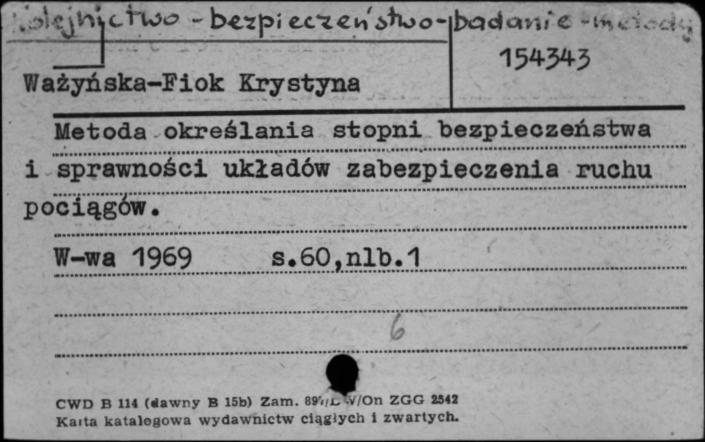 Kolejnictwo - bezpieczeństwo - badanie - metody
154343
Ważyńska-Fiok Krystyna
Metoda określania stopni bezpieczeństwa
i sprawności układów zabezpieczenia ruchu
pociągów.
W-wa 1969 s.60,nlb.1
6
CWD B 114 (dawny B 15b) Zam. ZGG 2542
Karta katalogowa wydawnictw ciągłych i zwartych.